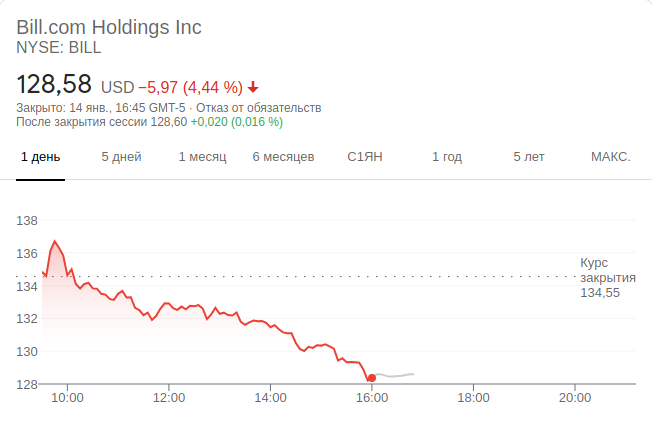 Bill.com Holdings Inc
NYSE: BILL
128,58 USD −5,97 (4,44 %)
Закрыто: 14 янв., 16:45 GMT-5 · Отказ от обязательств
После закрытия сессии 128,60 +0,020 (0,016 %)
1 день 5 дней 1 месяц 6 месяцев С1ЯН 1 год 5 лет МАКС.
138
136
Курс
закрытия
134,55
134
132
130
128
10:00 12:00 14:00 16:00 18:00 20:00